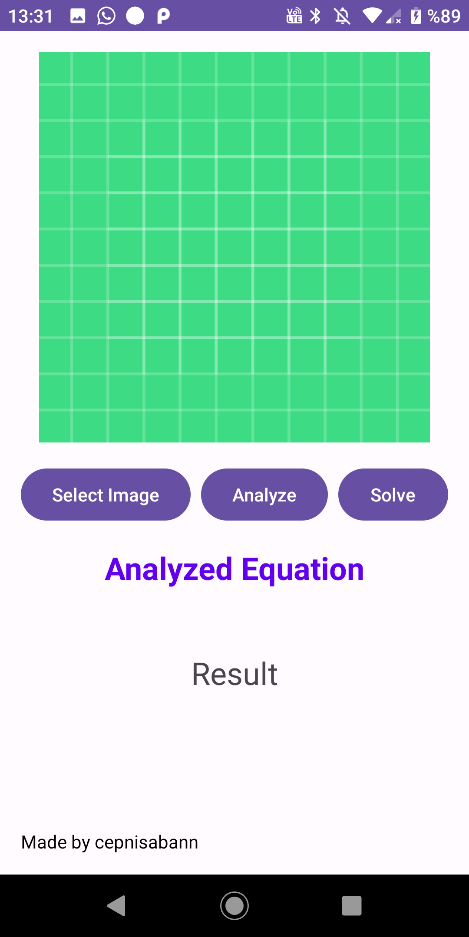 13:31 %89
Select Image Analyze Solve
Analyzed Equation
Result
Made by cepnisabann